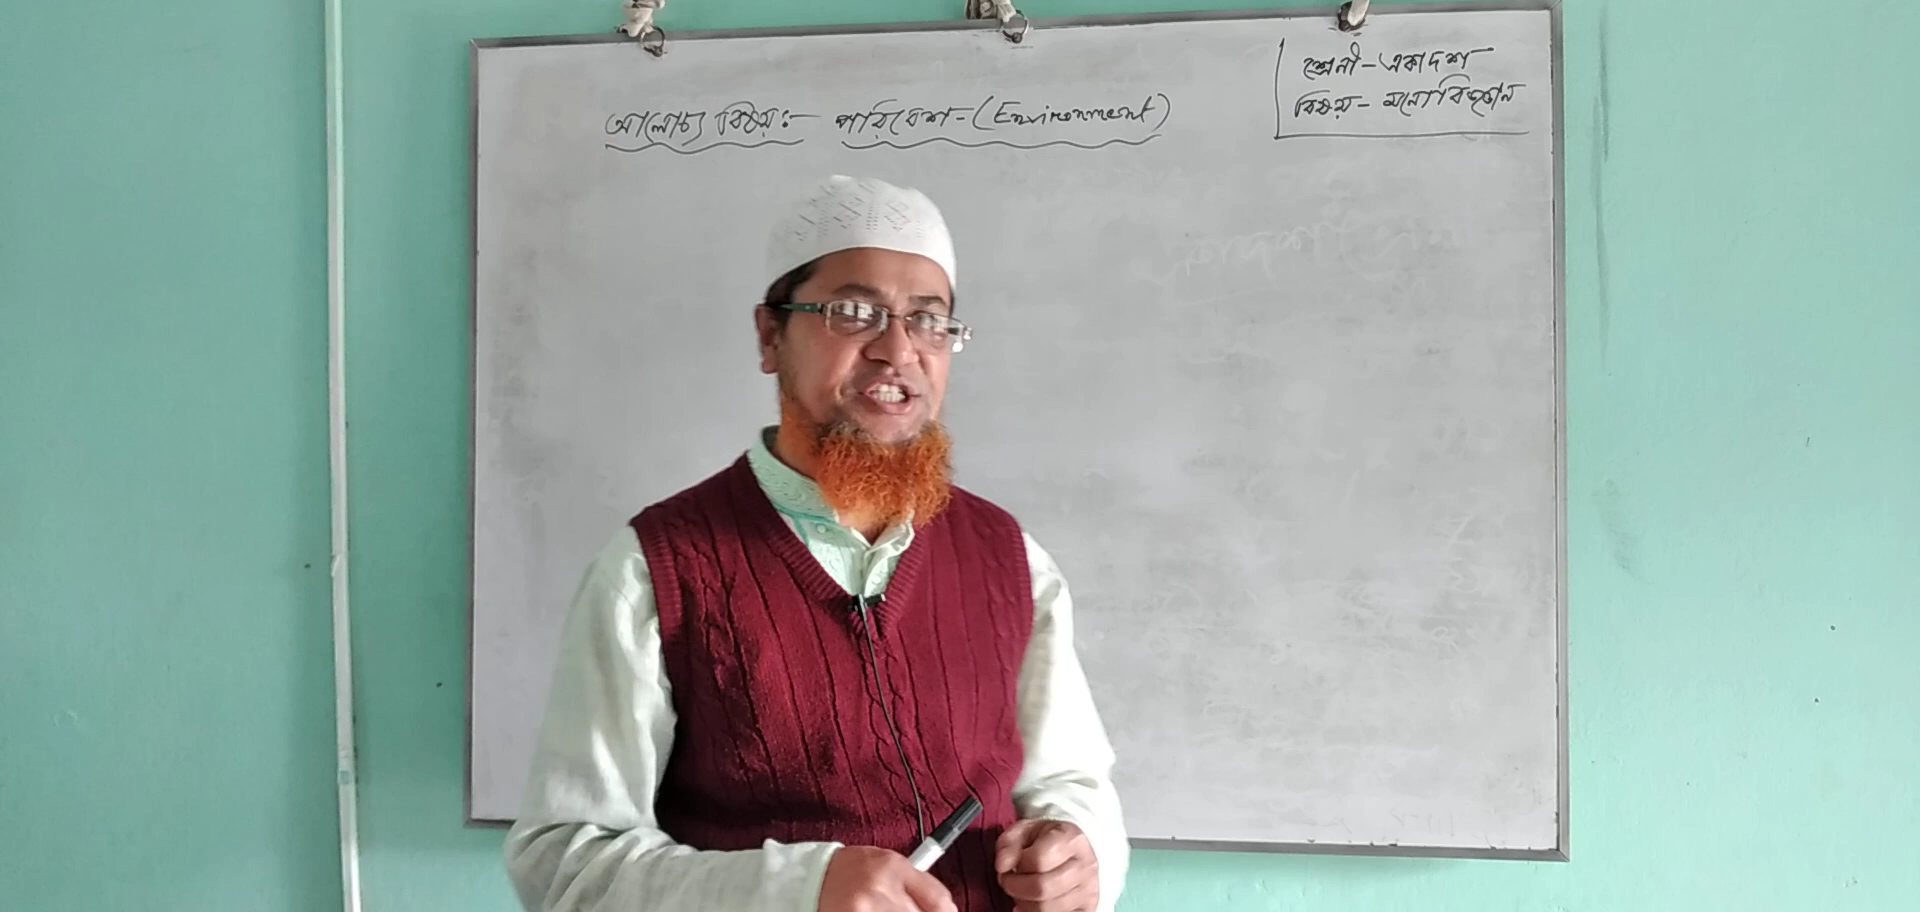 আলোচ্য বিষয়ঃ- পরিবেশ-(Environment)
শ্রেনী-একাদশ
বিষয়- মনোবিজ্ঞান